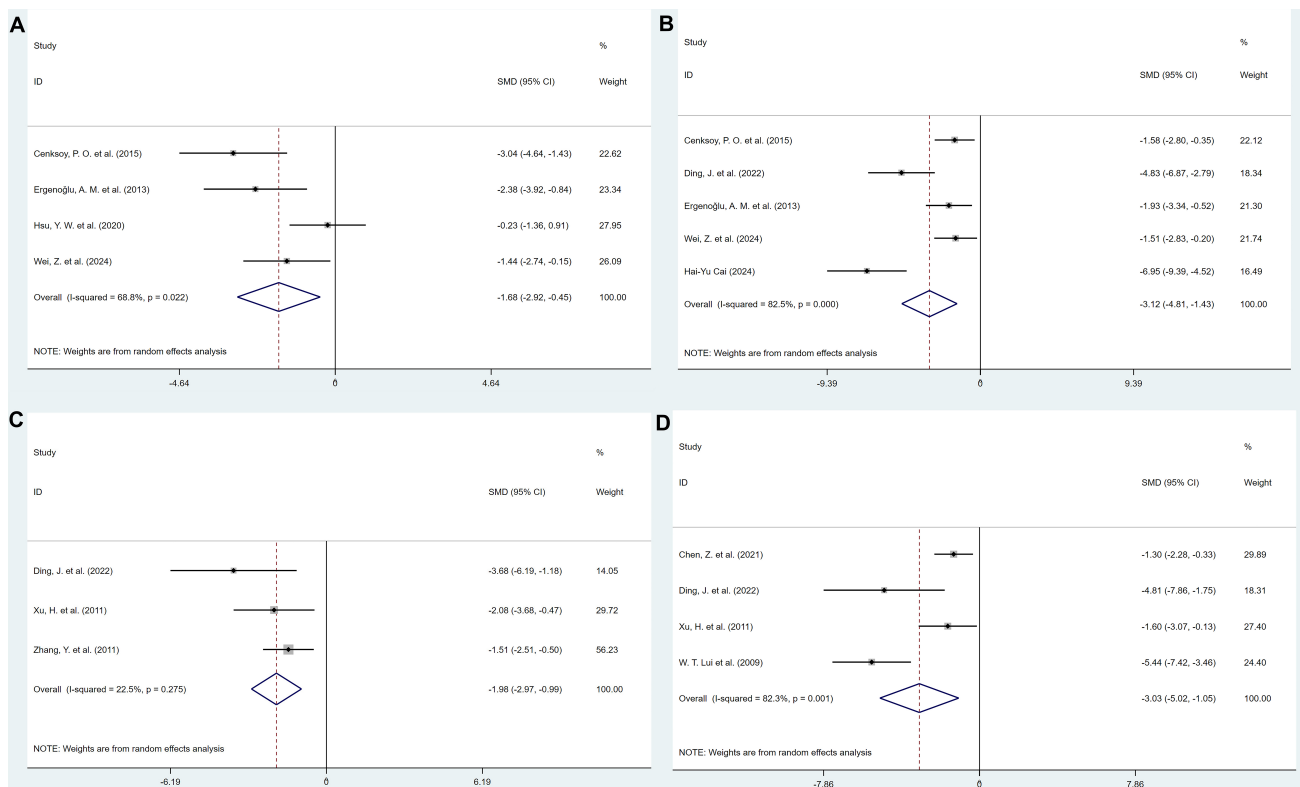 A
Study %
ID SMD (95% CI) Weight
Cenksoy, P. O. et al. (2015) -3.04 (-4.64, -1.43) 22.62
Ergenoğlu, A. M. et al. (2013) -2.38 (-3.92, -0.84) 23.34
Hsu, Y. W. et al. (2020) -0.23 (-1.36, 0.91) 27.95
Wei, Z. et al. (2024) -1.44 (-2.74, -0.15) 26.09
Overall (I-squared = 68.8%, p = 0.022) -1.68 (-2.92, -0.45) 100.00
NOTE: Weights are from random effects analysis
-4.64 0 4.64
B
Study %
ID SMD (95% CI) Weight
Cenksoy, P. O. et al. (2015) -1.58 (-2.80, -0.35) 22.12
Ding, J. et al. (2022) -4.83 (-6.87, -2.79) 18.34
Ergenoğlu, A. M. et al. (2013) -1.93 (-3.34, -0.52) 21.30
Wei, Z. et al. (2024) -1.51 (-2.83, -0.20) 21.74
Hai-Yu Cai (2024) -6.95 (-9.39, -4.52) 16.49
Overall (I-squared = 82.5%, p = 0.000) -3.12 (-4.81, -1.43) 100.00
NOTE: Weights are from random effects analysis
-9.39 0 9.39
C
Study %
ID SMD (95% CI) Weight
Ding, J. et al. (2022) -3.68 (-6.19, -1.18) 14.05
Xu, H. et al. (2011) -2.08 (-3.68, -0.47) 29.72
Zhang, Y. et al. (2011) -1.51 (-2.51, -0.50) 56.23
Overall (I-squared = 22.5%, p = 0.275) -1.98 (-2.97, -0.99) 100.00
NOTE: Weights are from random effects analysis
-6.19 0 6.19
D
Study %
ID SMD (95% CI) Weight
Chen, Z. et al. (2021) -1.30 (-2.28, -0.33) 29.89
Ding, J. et al. (2022) -4.81 (-7.86, -1.75) 18.31
Xu, H. et al. (2011) -1.60 (-3.07, -0.13) 27.40
W. T. Lui et al. (2009) -5.44 (-7.42, -3.46) 24.40
Overall (I-squared = 82.3%, p = 0.001) -3.03 (-5.02, -1.05) 100.00
NOTE: Weights are from random effects analysis
-7.86 0 7.86